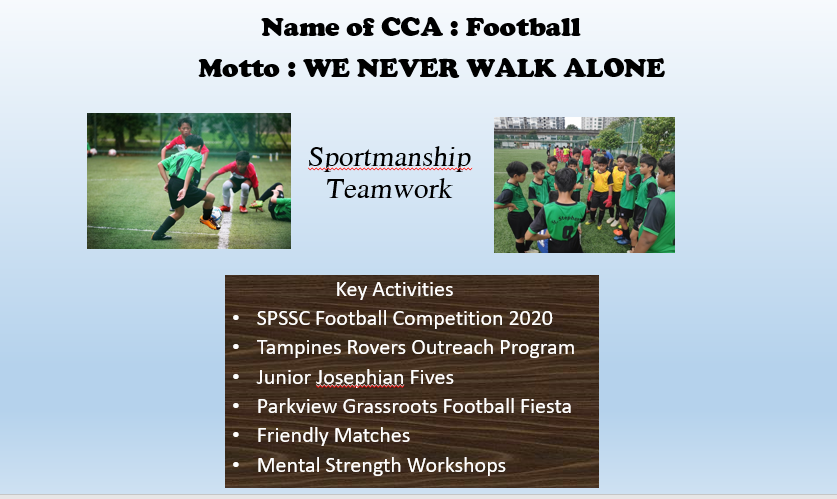 Name of CCA : Football
Motto : WE NEVER WALK ALONE
Sportmanship
Teamwork
Key Activities
• SPSSC Football Competition 2020
• Tampines Rovers Outreach Program
• Junior Josephian Fives
• Parkview Grassroots Football Fiesta
• Friendly Matches
• Mental Strength Workshops